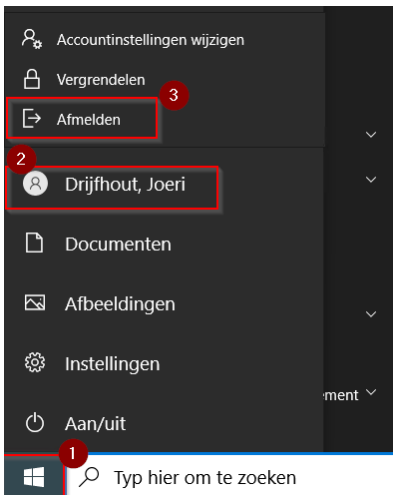 Accountinstellingen wijzigen
Vergrendelen
3
Afmelden
2
Drijfhout, Joeri
Documenten
Afbeeldingen
Instellingen
ement
Aan/uit
1
Typ hier om te zoeken